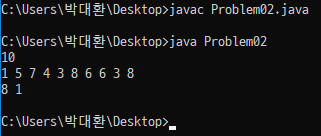 C:\Users\박대환\Desktop>javac Problem02.java
C:\Users\박대환\Desktop>java Problem02
10
1 5 7 4 3 8 6 6 3 8
8 1
C:\Users\박대환\Desktop>